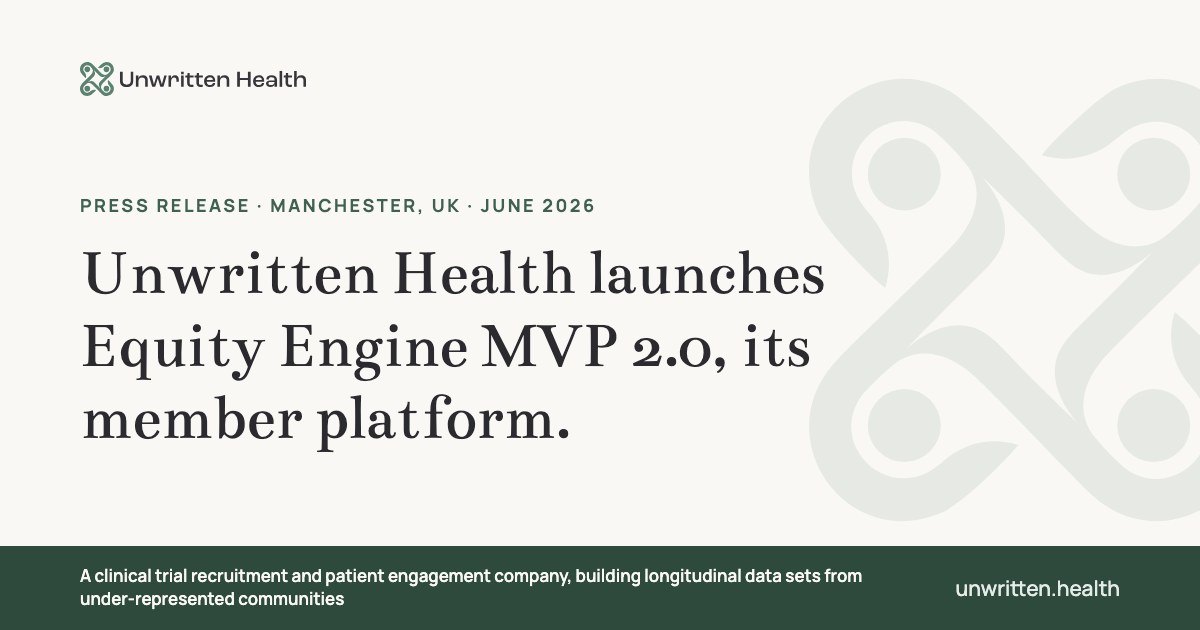 Unwritten Health
PRESS RELEASE · MANCHESTER, UK · JUNE 2026
Unwritten Health launches
Equity Engine MVP 2.0, its
member platform.
A clinical trial recruitment and patient engagement company, building longitudinal data sets from
under-represented communities
unwritten.health